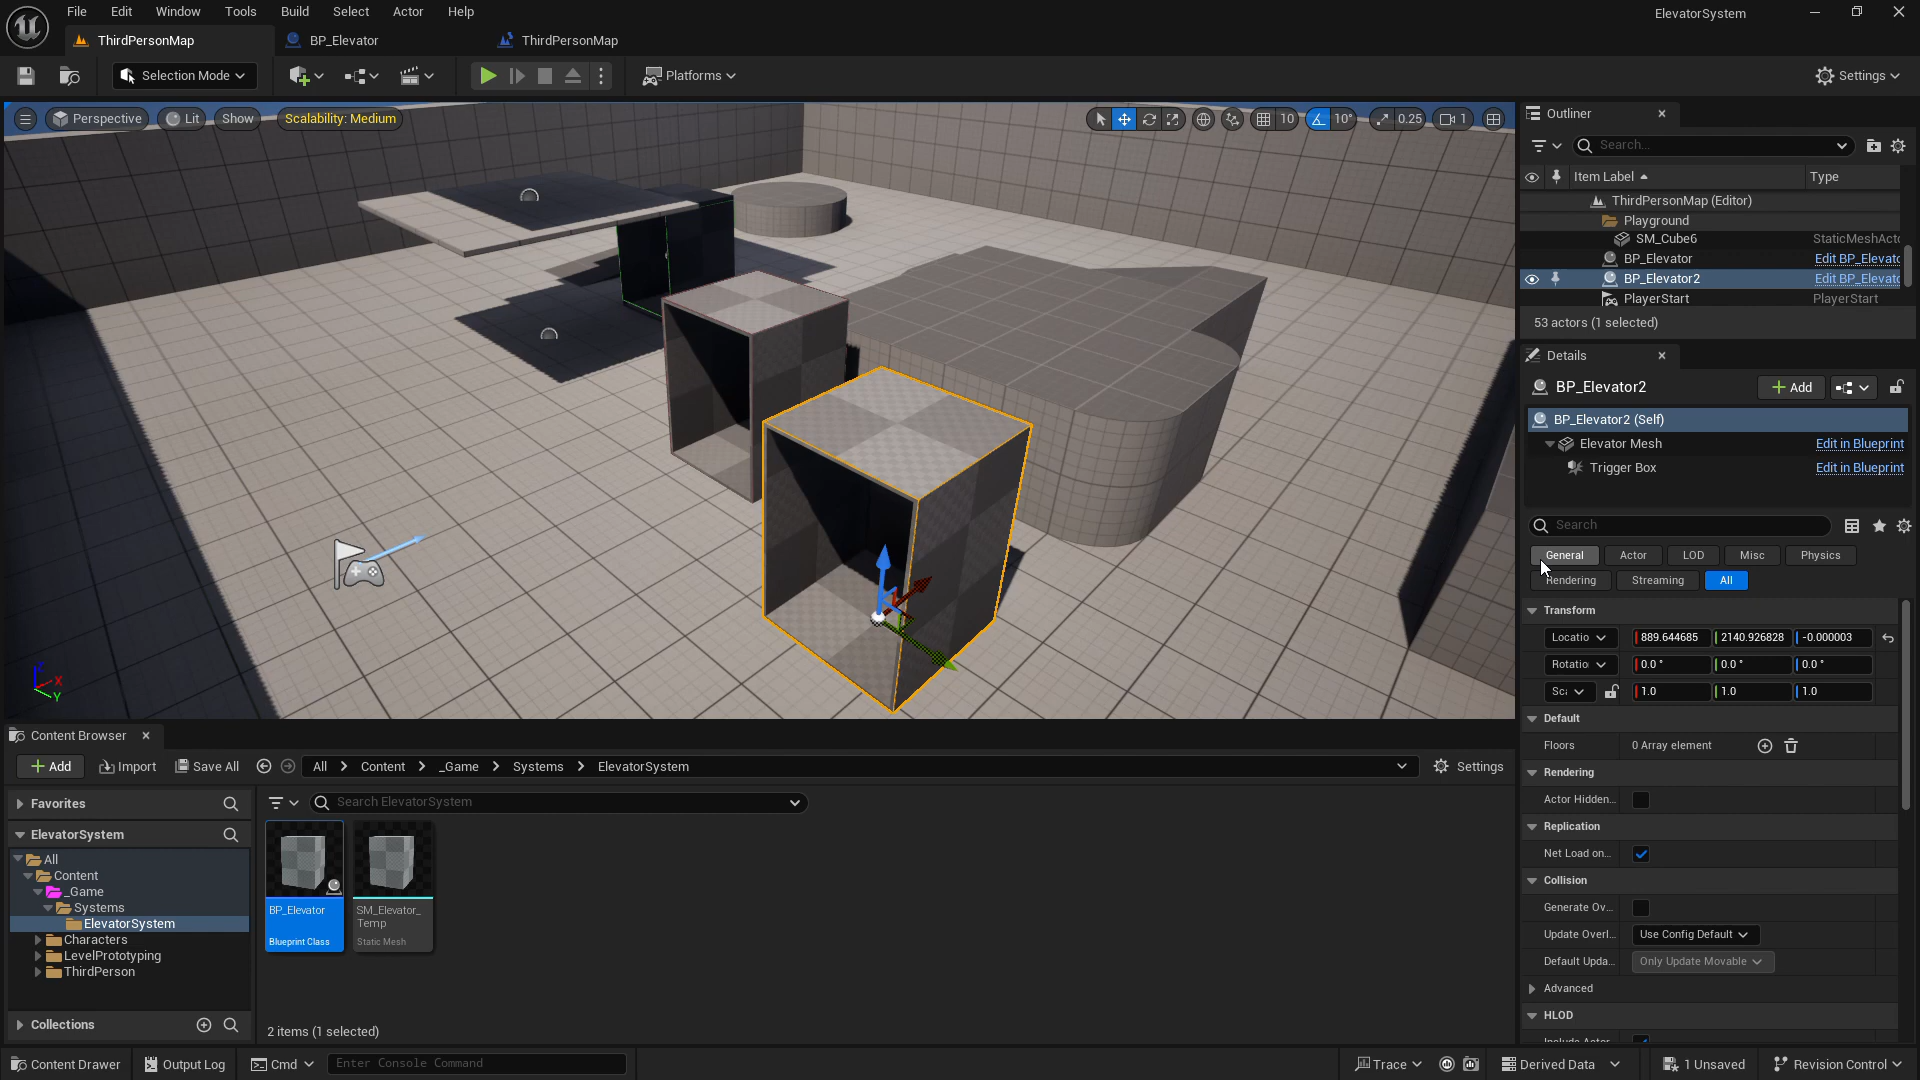 File Edit Window Tools Build Select Actor Help
ElevatorSystem
ThirdPersonMap
BP_Elevator
ThirdPersonMap
Selection Mode
Platforms
Settings
Perspective
Lit
Show
Scalability: Medium
10
10°
0.25
1
Outliner
Search...
Item Label
Type
ThirdPersonMap (Editor)
Playground
SM_Cube6 StaticMeshActo
BP_Elevator Edit BP_Elevato
BP_Elevator2 Edit BP_Elevato
PlayerStart PlayerStart
53 actors (1 selected)
Details
BP_Elevator2
Add
BP_Elevator2 (Self)
Elevator Mesh Edit in Blueprint
Trigger Box Edit in Blueprint
Search
General Actor LOD Misc Physics
Rendering Streaming All
Transform
Locatio 889.644685 2140.926828 -0.000003
Rotatio 0.0 ° 0.0 ° 0.0 °
Sca 1.0 1.0 1.0
Default
Floors 0 Array element
Rendering
Actor Hidden...
Replication
Net Load on...
Collision
Generate Ov...
Update Overl... Use Config Default
Default Upda... Only Update Movable
Advanced
HLOD
Include Actor
Z
X
Y
Content Browser
Add
Import
Save All
All
Content
_Game
Systems
ElevatorSystem
Settings
Favorites
ElevatorSystem
All
Content
_Game
Systems
ElevatorSystem
Characters
LevelPrototyping
ThirdPerson
Collections
Search ElevatorSystem
BP_Elevator
Blueprint Class
SM_Elevator_
Temp
Static Mesh
2 items (1 selected)
Content Drawer
Output Log
Cmd
Enter Console Command
Trace
Derived Data
1 Unsaved
Revision Control